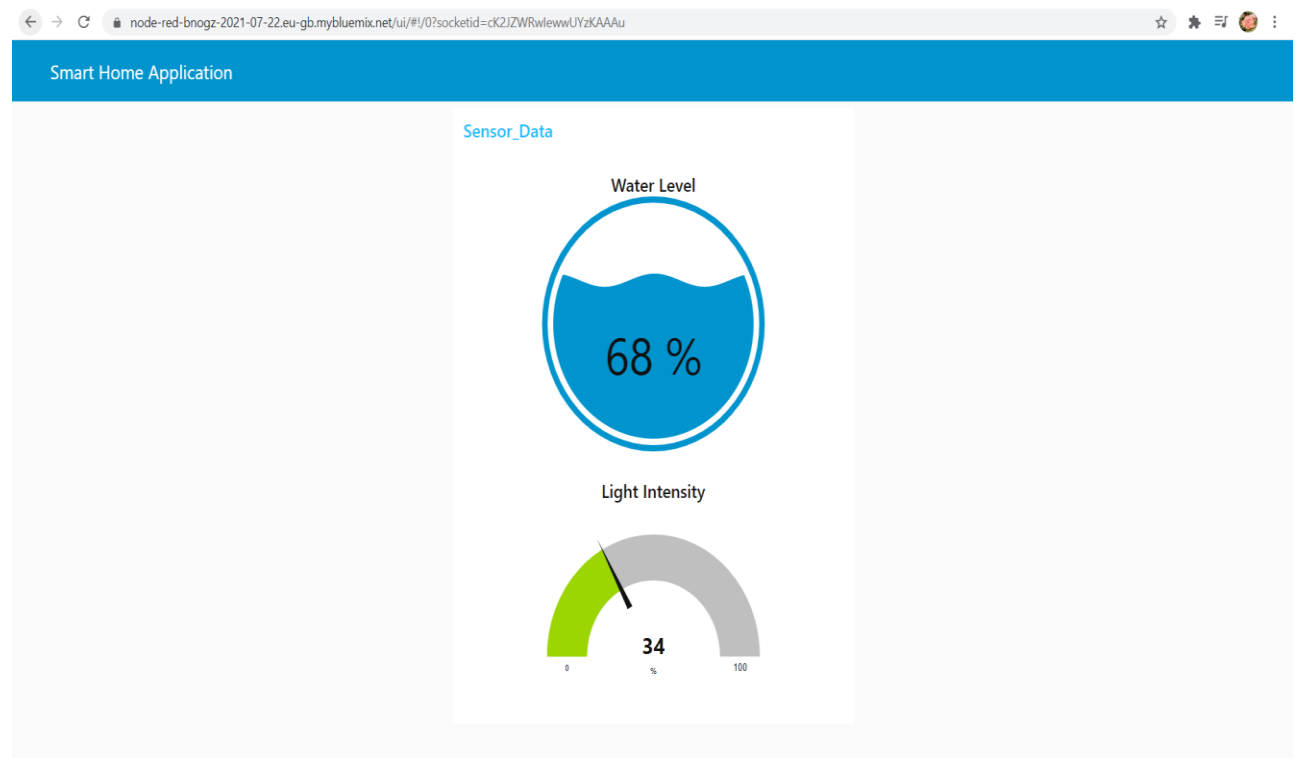 node-red-bnogz-2021-07-22.eu-gb.mybluemix.net/ui/#!/0?socketid=cK2JZWRwIewwUYzKAAAu
Smart Home Application
Sensor_Data
Water Level
68 %
Light Intensity
34
0 % 100